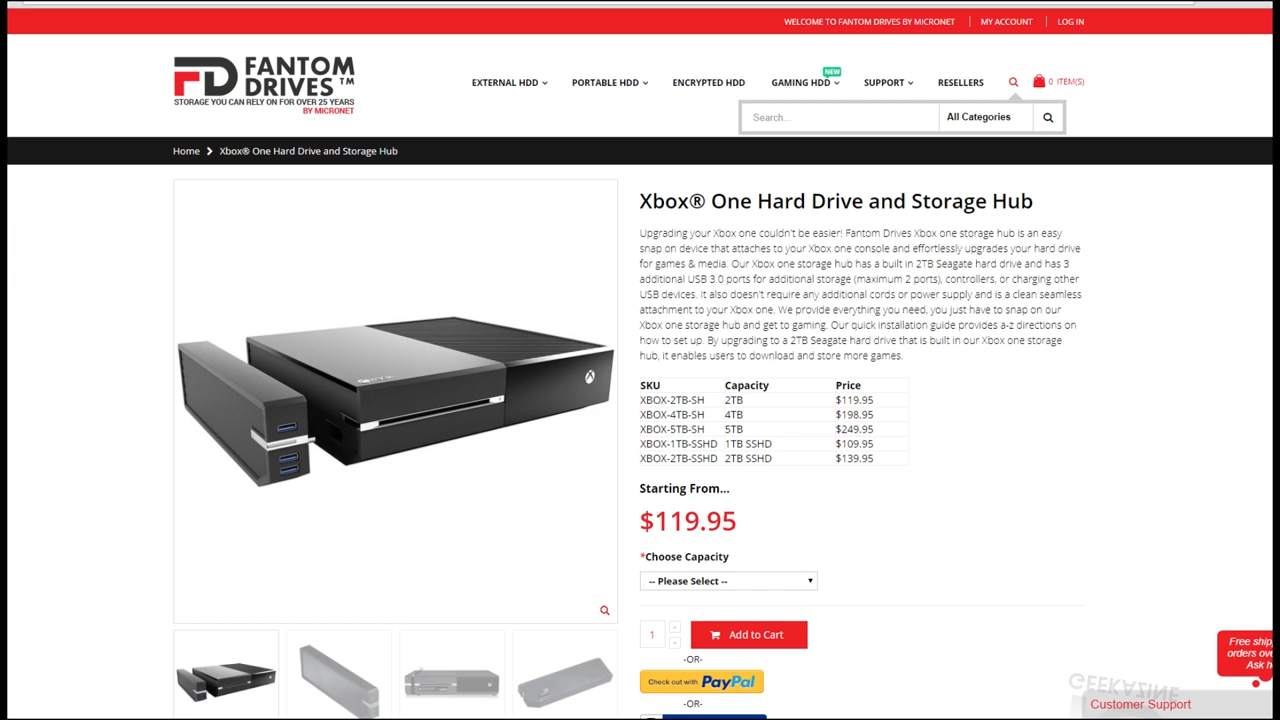 WELCOME TO FANTOM DRIVES BY MICRONET MY ACCOUNT LOG IN
FD FANTOM DRIVES™
STORAGE YOU CAN RELY ON FOR OVER 25 YEARS
BY MICRONET
NEW
EXTERNAL HDD PORTABLE HDD ENCRYPTED HDD GAMING HDD SUPPORT RESELLERS 0 ITEM(S)
Search... All Categories
Home Xbox® One Hard Drive and Storage Hub
Xbox® One Hard Drive and Storage Hub
Upgrading your Xbox one couldn't be easier! Fantom Drives Xbox one storage hub is an easy
snap on device that attaches to your Xbox one console and effortlessly upgrades your hard drive
for games & media. Our Xbox one storage hub has a built in 2TB Seagate hard drive and has 3
additional USB 3.0 ports for additional storage (maximum 2 ports), controllers, or charging other
USB devices. It also doesn't require any additional cords or power supply and is a clean seamless
attachment to your Xbox one. We provide everything you need, you just have to snap on our
Xbox one storage hub and get to gaming. Our quick installation guide provides a-z directions on
how to set up. By upgrading to a 2TB Seagate hard drive that is built in our Xbox one storage
hub, it enables users to download and store more games.
SKU Capacity Price
XBOX-2TB-SH 2TB $119.95
XBOX-4TB-SH 4TB $198.95
XBOX-5TB-SH 5TB $249.95
XBOX-1TB-SSHD 1TB SSHD $109.95
XBOX-2TB-SSHD 2TB SSHD $139.95
Starting From...
$119.95
*Choose Capacity
-- Please Select --
1 Add to Cart
-OR-
Check out with PayPal
-OR-
Free ship
orders ov
Ask h
GEEKAZINE
Customer Support